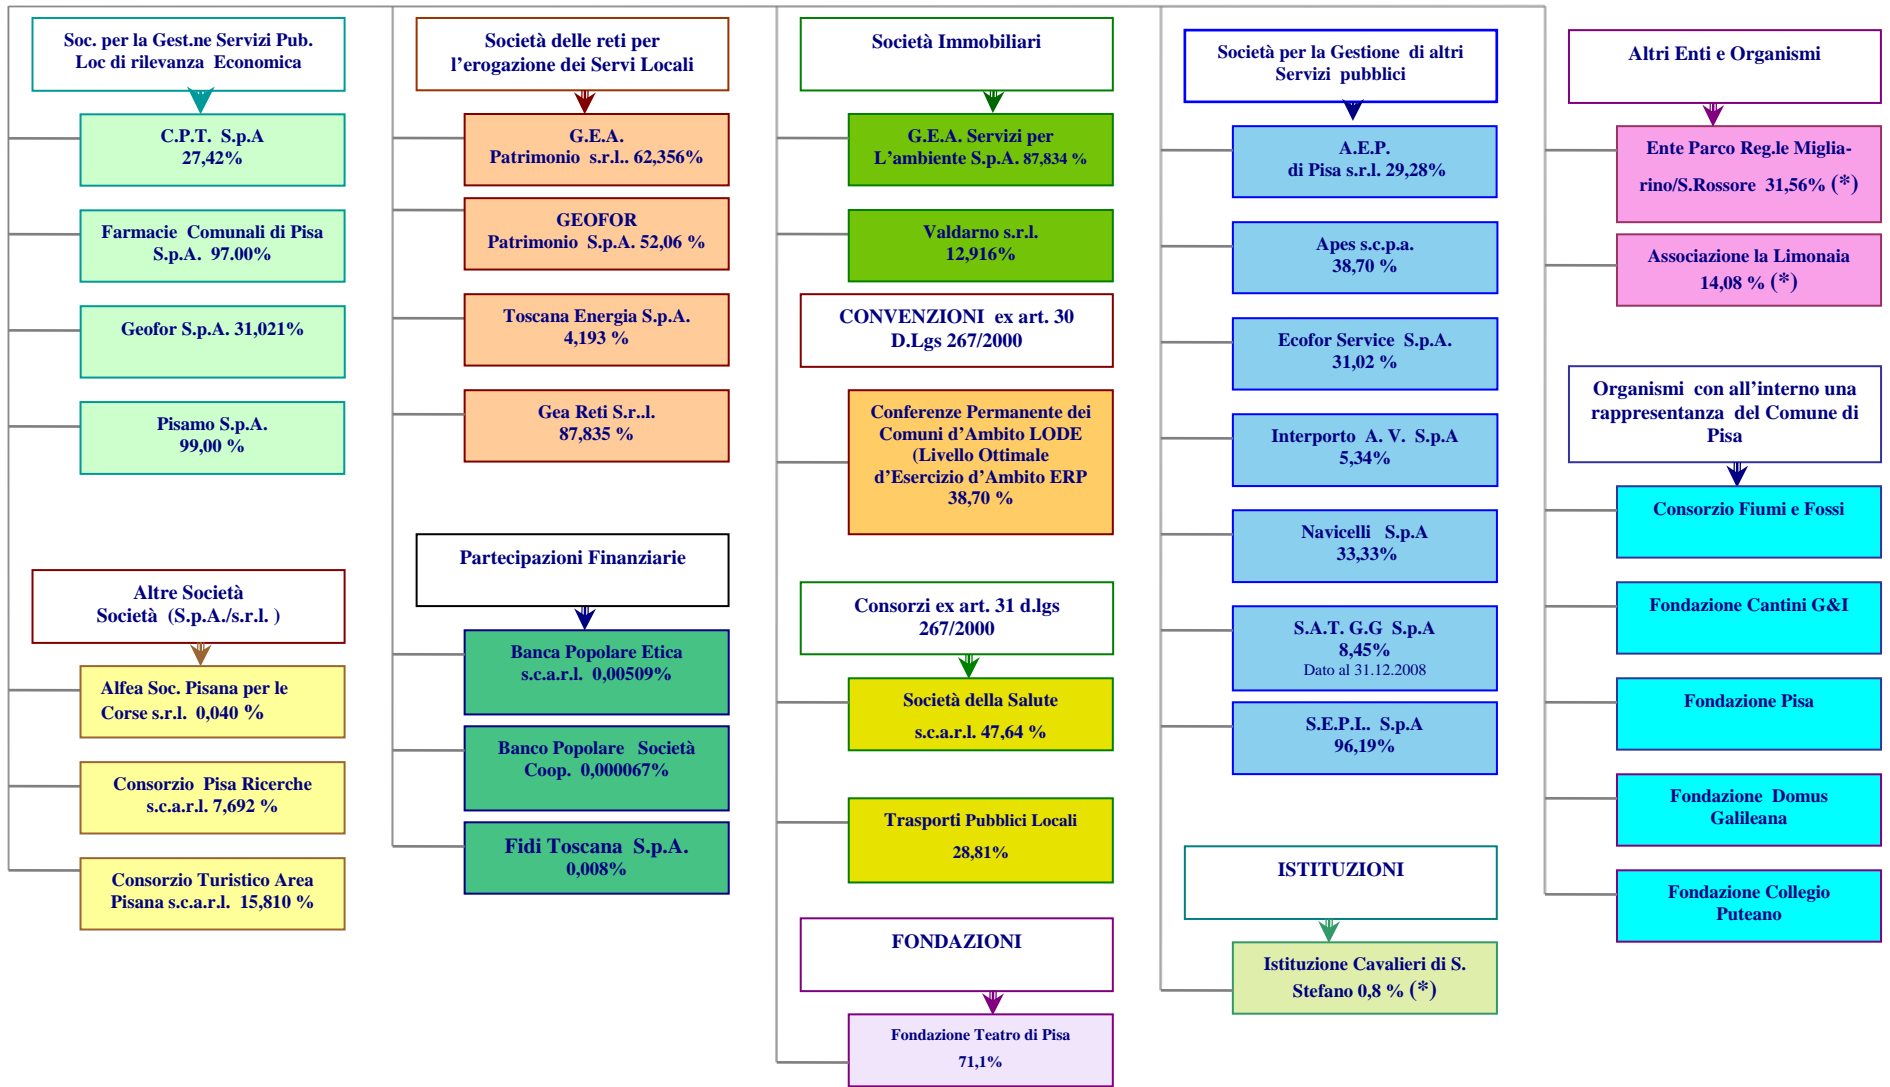 Soc. per la Gest.ne Servizi Pub.
Loc di rilevanza Economica
C.P.T. S.p.A
27,42%
Farmacie Comunali di Pisa
S.p.A. 97.00%
Geofor S.p.A. 31,021%
Pisamo S.p.A.
99,00 %
Altre Società
Società (S.p.A./s.r.l. )
Alfea Soc. Pisana per le
Corse s.r.l. 0,040 %
Consorzio Pisa Ricerche
s.c.a.r.l. 7,692 %
Consorzio Turistico Area
Pisana s.c.a.r.l. 15,810 %
Società delle reti per
l'erogazione dei Servi Locali
G.E.A.
Patrimonio s.r.l.. 62,356%
GEOFOR
Patrimonio S.p.A. 52,06 %
Toscana Energia S.p.A.
4,193 %
Gea Reti S.r..l.
87,835 %
Partecipazioni Finanziarie
Banca Popolare Etica
s.c.a.r.l. 0,00509%
Banco Popolare Società
Coop. 0,000067%
Fidi Toscana S.p.A.
0,008%
Società Immobiliari
G.E.A. Servizi per
L'ambiente S.p.A. 87,834 %
Valdarno s.r.l.
12,916%
CONVENZIONI ex art. 30
D.Lgs 267/2000
Conferenze Permanente dei
Comuni d'Ambito LODE
(Livello Ottimale
d'Esercizio d'Ambito ERP
38,70 %
Consorzi ex art. 31 d.lgs
267/2000
Società della Salute
s.c.a.r.l. 47,64 %
Trasporti Pubblici Locali
28,81%
FONDAZIONI
Fondazione Teatro di Pisa
71,1%
Società per la Gestione di altri
Servizi pubblici
A.E.P.
di Pisa s.r.l. 29,28%
Apes s.c.p.a.
38,70 %
Ecofor Service S.p.A.
31,02 %
Interporto A. V. S.p.A
5,34%
Navicelli S.p.A
33,33%
S.A.T. G.G S.p.A
8,45%
Dato al 31.12.2008
S.E.P.I.. S.p.A
96,19%
ISTITUZIONI
Istituzione Cavalieri di S.
Stefano 0,8 % (*)
Altri Enti e Organismi
Ente Parco Reg.le Miglia-
rino/S.Rossore 31,56% (*)
Associazione la Limonaia
14,08 % (*)
Organismi con all'interno una
rappresentanza del Comune di
Pisa
Consorzio Fiumi e Fossi
Fondazione Cantini G&I
Fondazione Pisa
Fondazione Domus
Galileana
Fondazione Collegio
Puteano